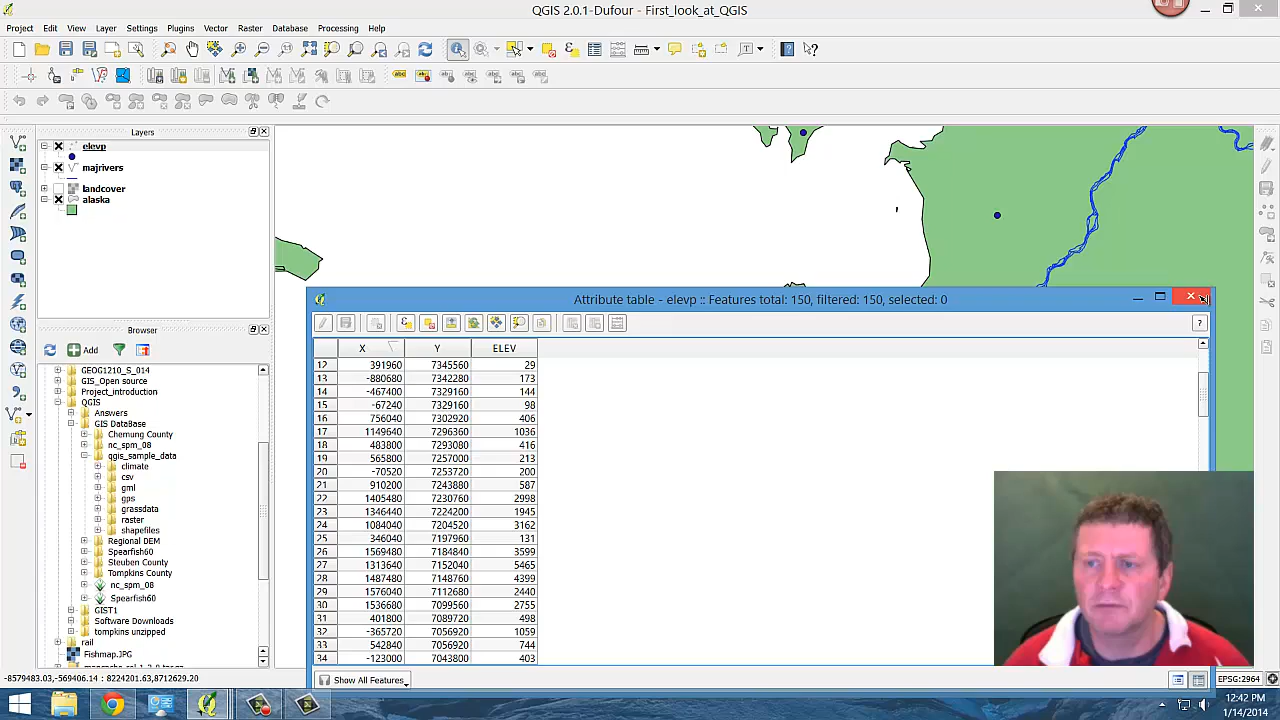 QGIS 2.0.1-Dufour - First_look_at_QGIS
Project Edit View Layer Settings Plugins Vector Raster Database Processing Help
Layers
elevp
majrivers
landcover
alaska
Browser
Add
GEOG1210_S_014
GIS_Open source
Project_introduction
QGIS
Answers
GIS DataBase
Chemung County
nc_spm_08
qgis_sample_data
climate
csv
gml
gps
grassdata
raster
shapefiles
Regional DEM
Spearfish60
Steuben County
Tompkins County
nc_spm_08
Spearfish60
GIST1
Software Downloads
tompkins unzipped
rail
Fishmap.JPG
Attribute table - elevp :: Features total: 150, filtered: 150, selected: 0
X Y ELEV
12 391960 7345560 29
13 -880680 7342280 173
14 -467400 7329160 144
15 -67240 7329160 98
16 756040 7302920 406
17 1149640 7296360 1036
18 483800 7293080 416
19 565800 7257000 213
20 -70520 7253720 200
21 910200 7243880 587
22 1405480 7230760 2998
23 1346440 7224200 1945
24 1084040 7204520 3162
25 346040 7197960 131
26 1569480 7184840 3599
27 1313640 7152040 5465
28 1487480 7148760 4399
29 1576040 7112680 2440
30 1536680 7099560 2755
31 401800 7089720 498
32 -365720 7056920 1059
33 542840 7056920 744
34 -123000 7043800 403
Show All Features
-8579483.03,-569406.14 : 8224201.63,8712629.20
EPSG:2964
12:42 PM
1/14/2014